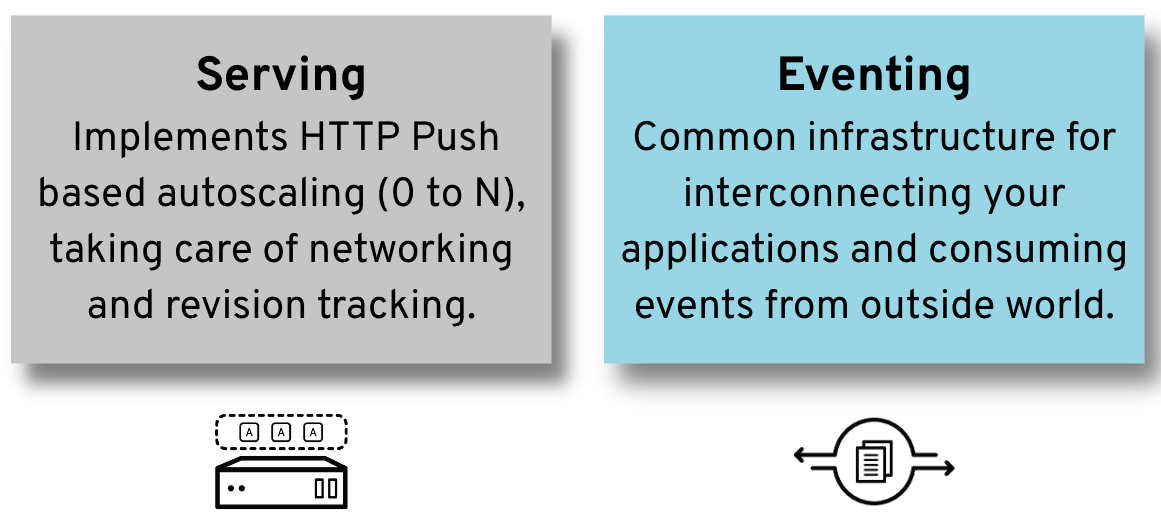 Serving
Implements HTTP Push
based autoscaling (0 to N),
taking care of networking
and revision tracking.
A A A
Eventing
Common infrastructure for
interconnecting your
applications and consuming
events from outside world.